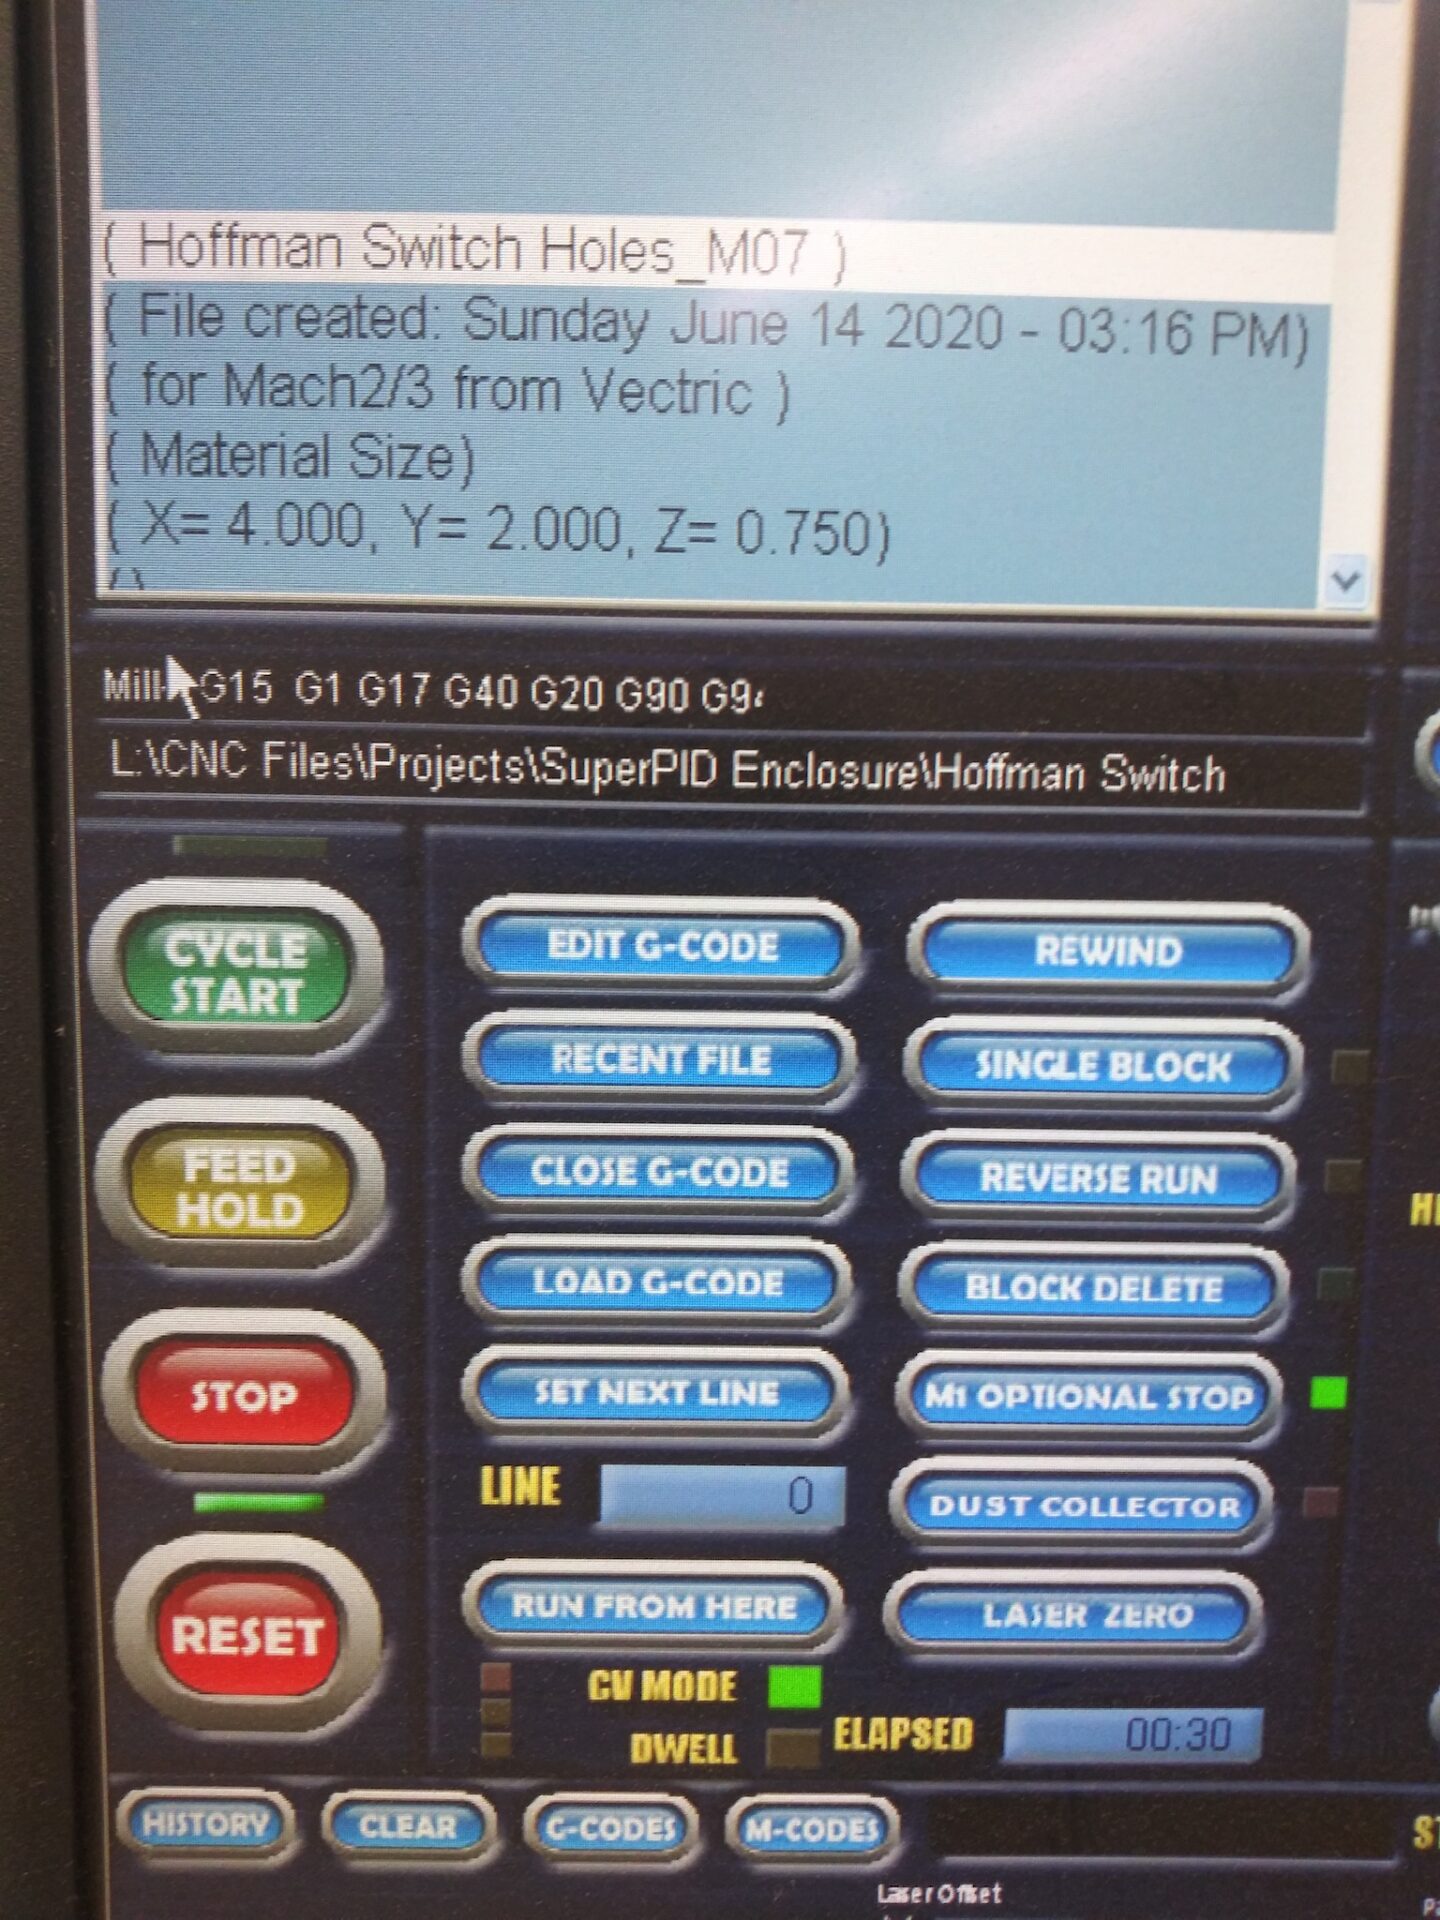 ( Hoffman Switch Holes_M07 )
( File created: Sunday June 14 2020 - 03:16 PM)
( for Mach2/3 from Vectric )
( Material Size)
( X= 4.000, Y= 2.000, Z= 0.750)
Mill G15 G1 G17 G40 G20 G90
L:\CNC Files\Projects\SuperPID Enclosure\Hoffman Switch
CYCLE START
EDIT G-CODE
REWIND
RECENT FILE
SINGLE BLOCK
FEED HOLD
CLOSE G-CODE
REVERSE RUN
LOAD G-CODE
BLOCK DELETE
STOP
SET NEXT LINE
M1 OPTIONAL STOP
LINE 0
DUST COLLECTOR
RESET
RUN FROM HERE
LASER ZERO
CV MODE
DWELL
ELAPSED 00:30
HISTORY CLEAR G-CODES M-CODES
Laser Offset